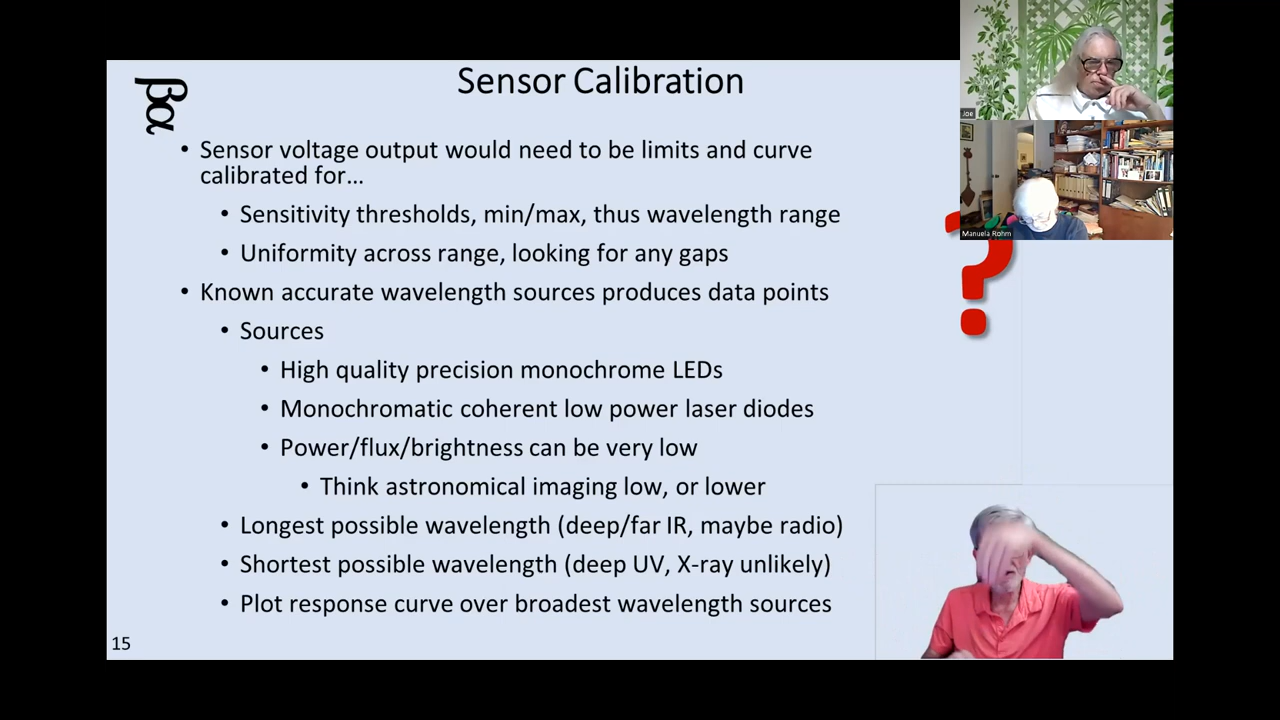 Sensor Calibration
• Sensor voltage output would need to be limits and curve
calibrated for...
• Sensitivity thresholds, min/max, thus wavelength range
• Uniformity across range, looking for any gaps
• Known accurate wavelength sources produces data points
• Sources
• High quality precision monochrome LEDs
• Monochromatic coherent low power laser diodes
• Power/flux/brightness can be very low
• Think astronomical imaging low, or lower
• Longest possible wavelength (deep/far IR, maybe radio)
• Shortest possible wavelength (deep UV, X-ray unlikely)
• Plot response curve over broadest wavelength sources
15
?
Joe
Manuela Rohm